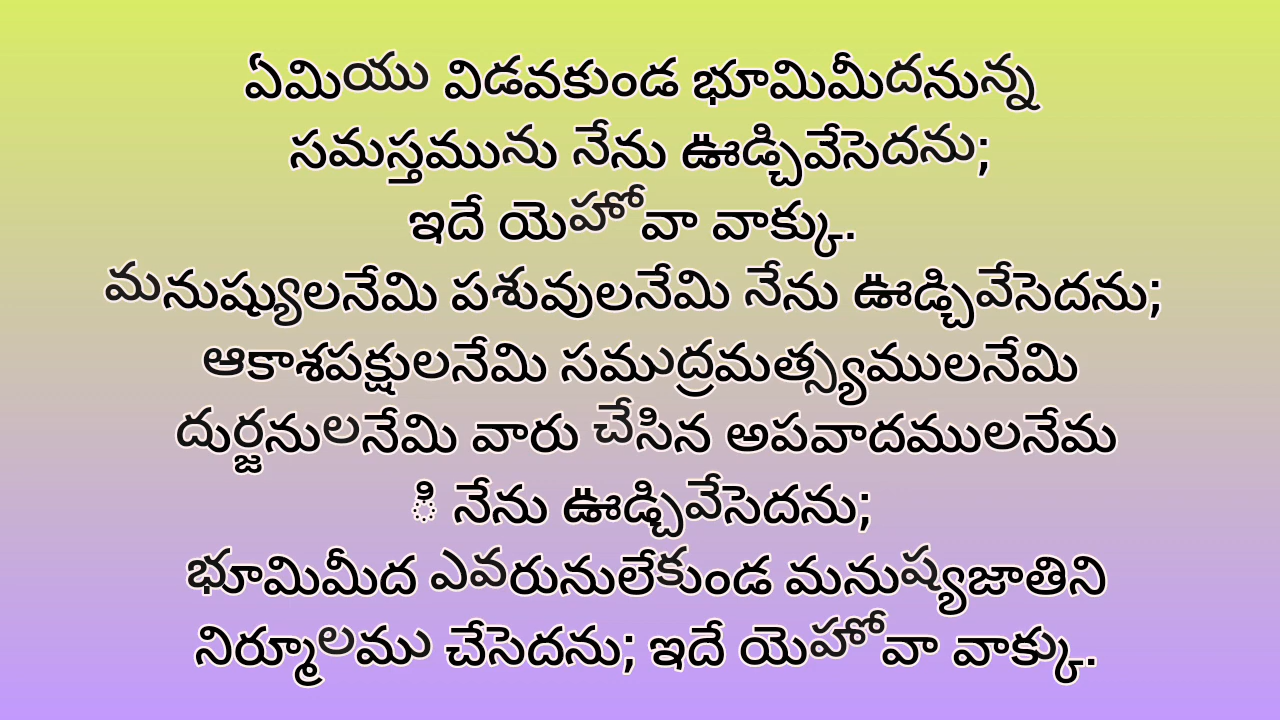 ఏమియు విడవకుండ భూమిమీదనున్న
సమస్తమును నేను ఊడ్చివేసెదను;
ఇదే యెహోవా వాక్కు.
మనుష్యులనేమి పశువులనేమి నేను ఊడ్చివేసెదను;
ఆకాశపక్షులనేమి సముద్రమత్స్యములనేమి
దుర్జనులనేమి వారు చేసిన అపవాదములనేమ
ి నేను ఊడ్చివేసెదను;
భూమిమీద ఎవరునులేకుండ మనుష్యజాతిని
నిర్మూలము చేసెదను; ఇదే యెహోవా వాక్కు.